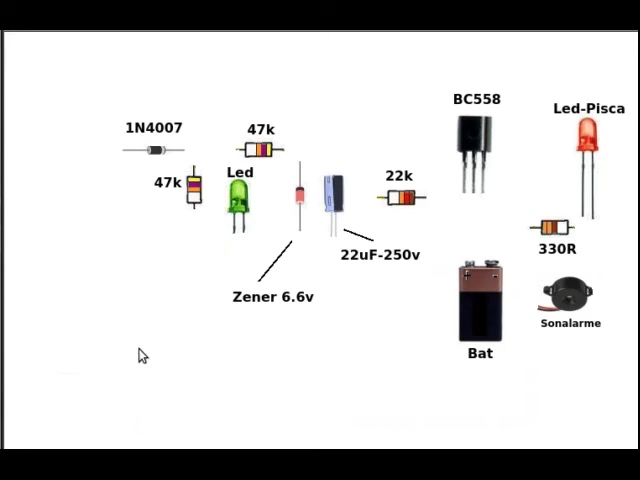 BC558
Led-Pisca
1N4007
47k
47k
Led
22k
330R
22uF-250v
Zener 6.6v
Sonalarme
Bat